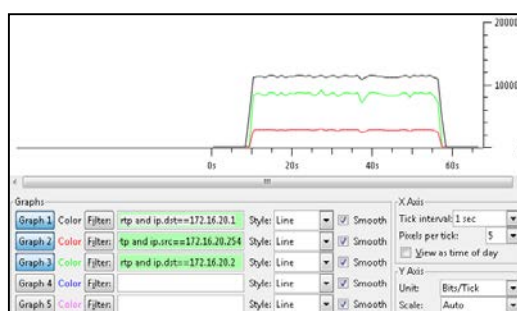 20000
10000
0s 20s 40s 60s
Graphs
Graph 1 Color Filter: rtp and ip.dst==172.16.20.1 Style: Line Smooth
Graph 2 Color Filter: tp and ip.src==172.16.20.254 Style: Line Smooth
Graph 3 Color Filter: rtp and ip.dst==172.16.20.2 Style: Line Smooth
Graph 4 Color Filter: Style: Line Smooth
Graph 5 Color Filter: Style: Line Smooth
X Axis
Tick interval: 1 sec
Pixels per tick: 5
View as time of day
Y Axis
Unit: Bits/Tick
Scale: Auto